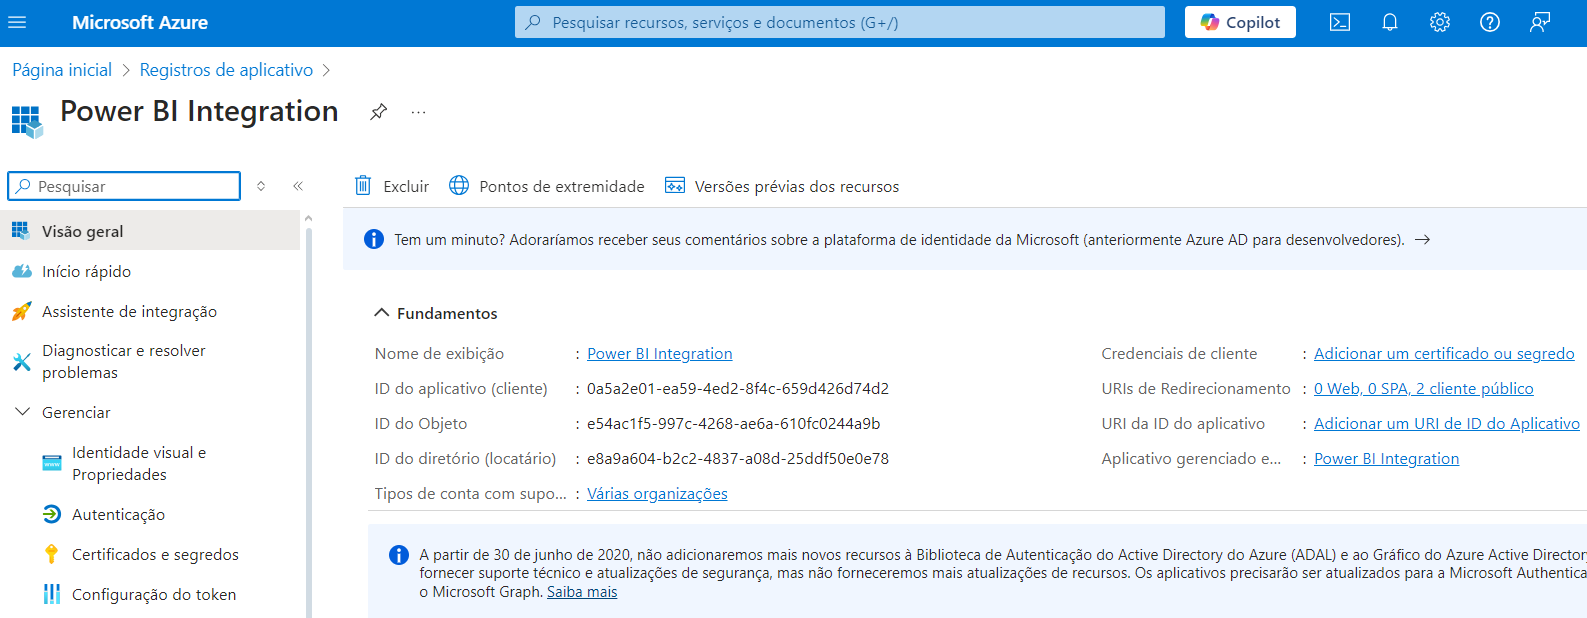 Microsoft Azure
Pesquisar recursos, serviços e documentos (G+/)
Copilot
Página inicial > Registros de aplicativo >
Power BI Integration
...
Pesquisar
Excluir
Pontos de extremidade
Versões prévias dos recursos
Visão geral
Início rápido
Assistente de integração
Diagnosticar e resolver
problemas
Gerenciar
Identidade visual e
Propriedades
Autenticação
Certificados e segredos
Configuração do token
Tem um minuto? Adoraríamos receber seus comentários sobre a plataforma de identidade da Microsoft (anteriormente Azure AD para desenvolvedores). →
Fundamentos
Nome de exibição : Power BI Integration
ID do aplicativo (cliente) : 0a5a2e01-ea59-4ed2-8f4c-659d426d74d2
ID do Objeto : e54ac1f5-997c-4268-ae6a-610fc0244a9b
ID do diretório (locatário) : e8a9a604-b2c2-4837-a08d-25ddf50e0e78
Tipos de conta com supo... : Várias organizações
Credenciais de cliente : Adicionar um certificado ou segredo
URIs de Redirecionamento : 0 Web, 0 SPA, 2 cliente público
URI da ID do aplicativo : Adicionar um URI de ID do Aplicativo
Aplicativo gerenciado e... : Power BI Integration
A partir de 30 de junho de 2020, não adicionaremos mais novos recursos à Biblioteca de Autenticação do Active Directory do Azure (ADAL) e ao Gráfico do Azure Active Directory
fornecer suporte técnico e atualizações de segurança, mas não forneceremos mais atualizações de recursos. Os aplicativos precisarão ser atualizados para a Microsoft Authentica
o Microsoft Graph. Saiba mais